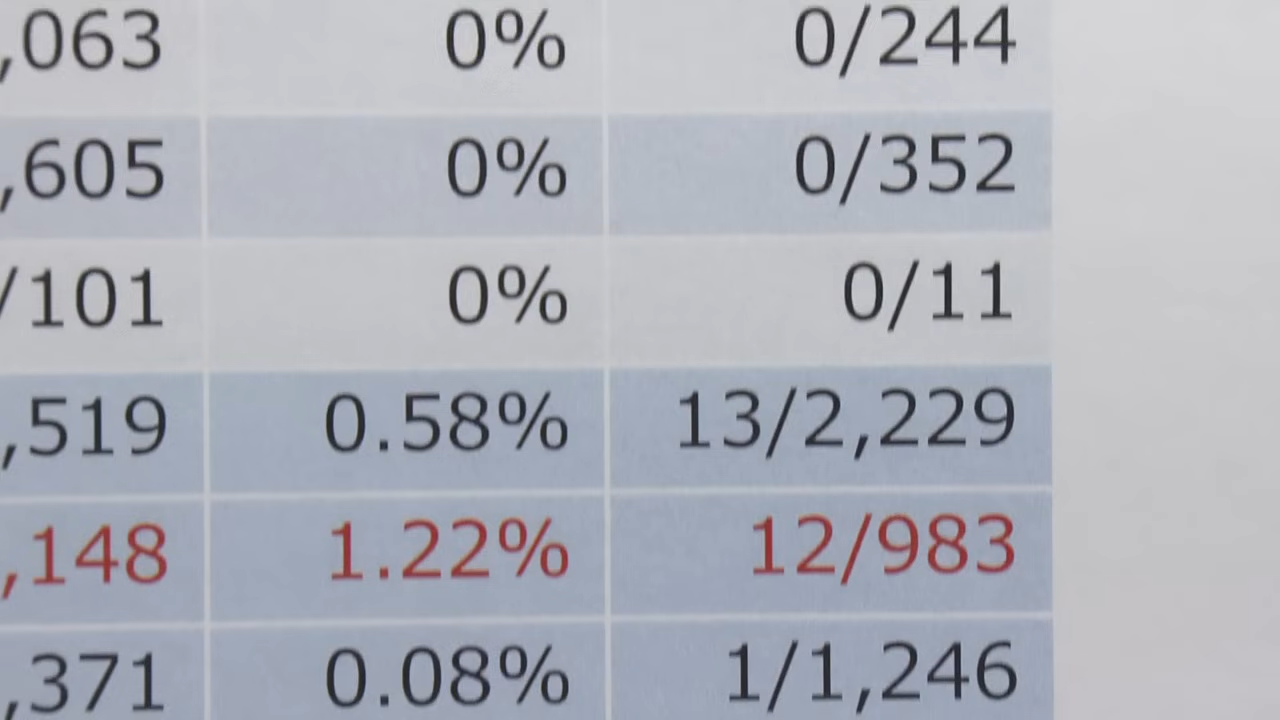 ,063 0% 0/244
,605 0% 0/352
/101 0% 0/11
,519 0.58% 13/2,229
,148 1.22% 12/983
,371 0.08% 1/1,246